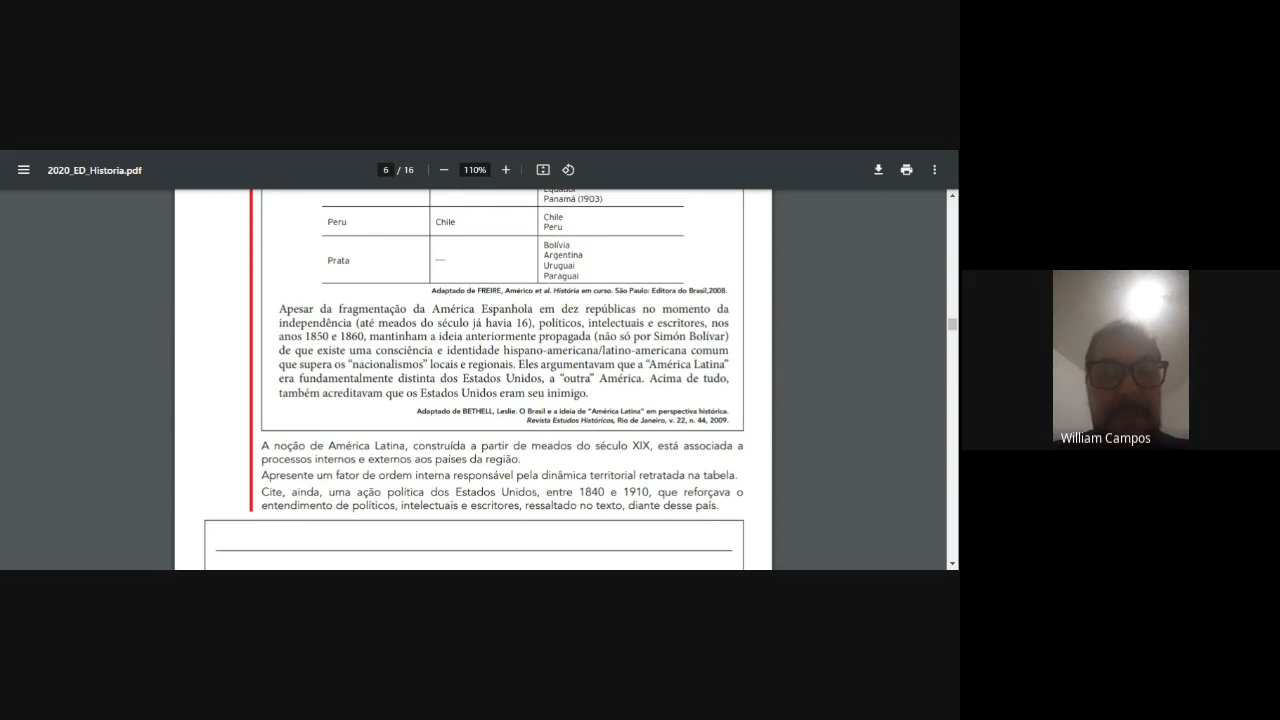 2020_ED_Historia.pdf
6 / 16
110%
Equador
Panamá (1903)
Peru
Chile
Chile
Peru
Prata
—
Bolívia
Argentina
Uruguai
Paraguai
Adaptado de FREIRE, Américo et al. História em curso. São Paulo: Editora do Brasil,2008.
Apesar da fragmentação da América Espanhola em dez repúblicas no momento da
independência (até meados do século já havia 16), políticos, intelectuais e escritores, nos
anos 1850 e 1860, mantinham a ideia anteriormente propagada (não só por Simón Bolívar)
de que existe uma consciência e identidade hispano-americana/latino-americana comum
que supera os “nacionalismos” locais e regionais. Eles argumentavam que a “América Latina”
era fundamentalmente distinta dos Estados Unidos, a “outra” América. Acima de tudo,
também acreditavam que os Estados Unidos eram seu inimigo.
Adaptado de BETHELL, Leslie. O Brasil e a ideia de “América Latina” em perspectiva histórica.
Revista Estudos Históricos, Rio de Janeiro, v. 22, n. 44, 2009.
A noção de América Latina, construída a partir de meados do século XIX, está associada a
processos internos e externos aos países da região.
Apresente um fator de ordem interna responsável pela dinâmica territorial retratada na tabela.
Cite, ainda, uma ação política dos Estados Unidos, entre 1840 e 1910, que reforçava o
entendimento de políticos, intelectuais e escritores, ressaltado no texto, diante desse país.
William Campos